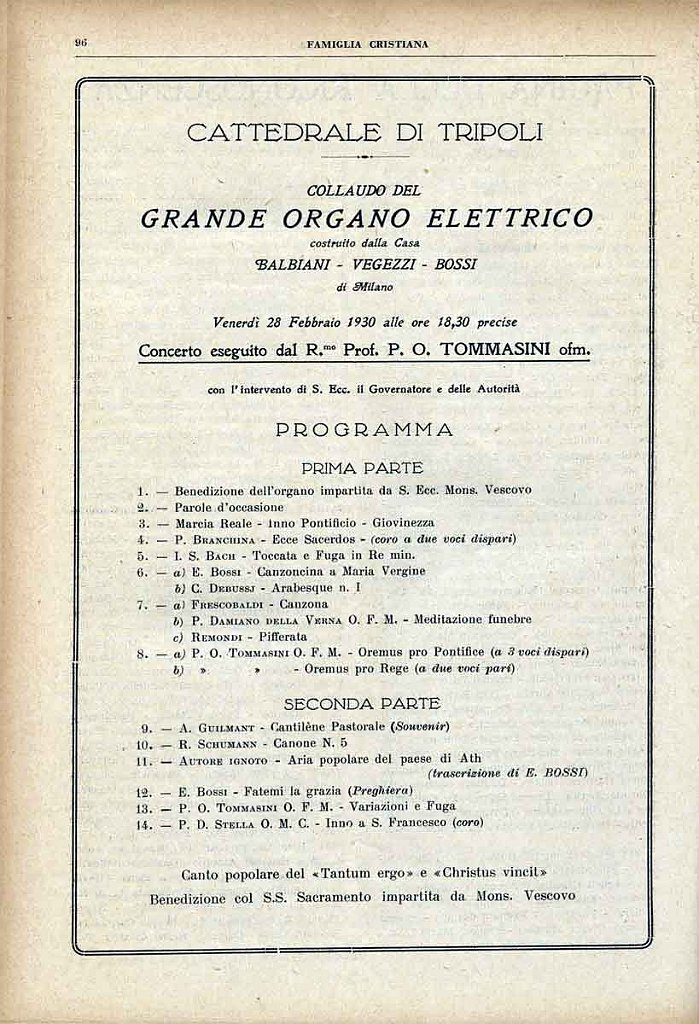 96
FAMIGLIA CRISTIANA
CATTEDRALE DI TRIPOLI
COLLAUDO DEL
GRANDE ORGANO ELETTRICO
costruito dalla Casa
BALBIANI - VEGEZZI - BOSSI
di Milano
Venerdì 28 Febbraio 1930 alle ore 18,30 precise
Concerto eseguito dal R.mo Prof. P. O. TOMMASINI ofm.
con l'intervento di S. Ecc. il Governatore e delle Autorità
PROGRAMMA
PRIMA PARTE
1. — Benedizione dell'organo impartita da S. Ecc. Mons. Vescovo
2. — Parole d'occasione
3. — Marcia Reale - Inno Pontificio - Giovinezza
4. — P. BRANCHINA - Ecce Sacerdos - (coro a due voci dispari)
5. — I. S. BACH - Toccata e Fuga in Re min.
6. — a) E. BOSSI - Canzoncina a Maria Vergine
b) C. DEBUSSJ - Arabesque n. I
7. — a) FRESCOBALDI - Canzona
b) P. DAMIANO DELLA VERNA O. F. M. - Meditazione funebre
c) REMONDI - Pifferata
8. — a) P. O. TOMMASINI O. F. M. - Oremus pro Pontifice (a 3 voci dispari)
b) » » - Oremus pro Rege (a due voci pari)
SECONDA PARTE
9. — A. GUILMANT - Cantilène Pastorale (Souvenir)
10. — R. SCHUMANN - Canone N. 5
11. — AUTORE IGNOTO - Aria popolare del paese di Ath
(trascrizione di E. BOSSI)
12. — E. BOSSI - Fatemi la grazia (Preghiera)
13. — P. O. TOMMASINI O. F. M. - Variazioni e Fuga
14. — P. D. STELLA O. M. C. - Inno a S. Francesco (coro)
Canto popolare del «Tantum ergo» e «Christus vincit»
Benedizione col S.S. Sacramento impartita da Mons. Vescovo